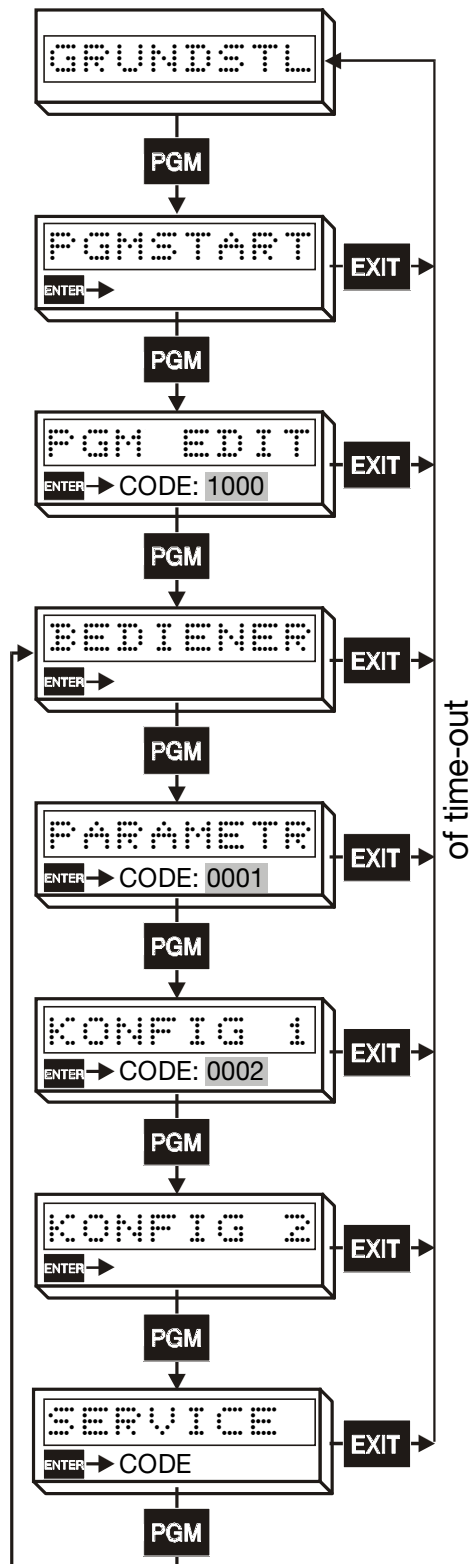 GRUNDSTL
PGM
PGMSTART
ENTER
EXIT
PGM
PGM EDIT
ENTER CODE: 1000
EXIT
PGM
BEDIENER
ENTER
EXIT
PGM
PARAMETR
ENTER CODE: 0001
EXIT
PGM
KONFIG 1
ENTER CODE: 0002
EXIT
PGM
KONFIG 2
ENTER
EXIT
PGM
SERVICE
ENTER CODE
EXIT
PGM
of time-out